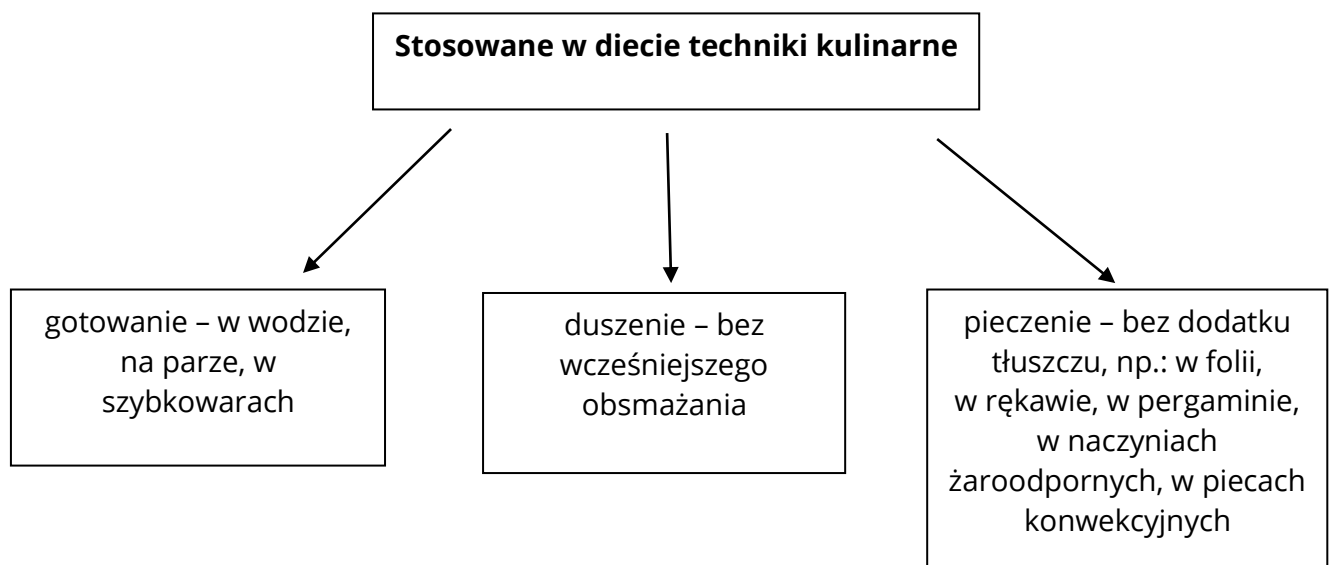 Stosowane w diecie techniki kulinarne
gotowanie – w wodzie,
na parze, w
szybkowarach
duszenie – bez
wcześniejszego
obsmażania
pieczenie – bez dodatku
tłuszczu, np.: w folii,
w rękawie, w pergaminie,
w naczyniach
żaroodpornych, w piecach
konwekcyjnych